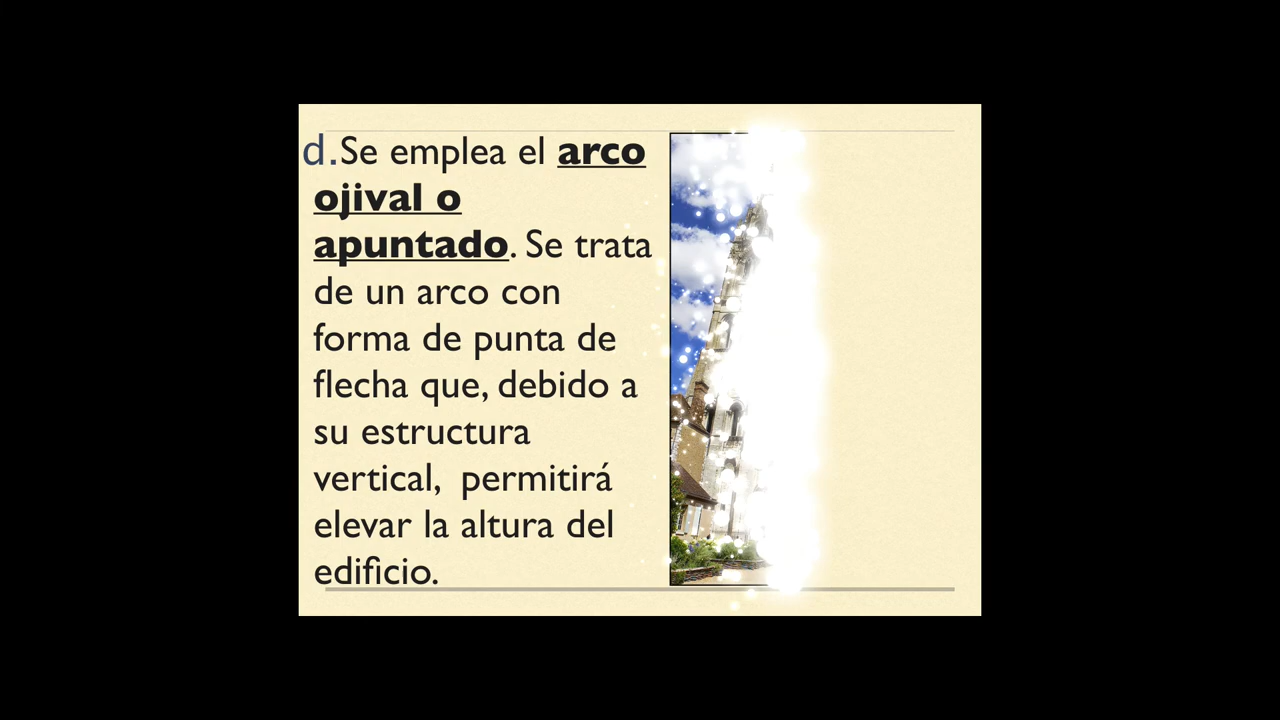 d.Se emplea el arco
ojival o
apuntado. Se trata
de un arco con
forma de punta de
flecha que, debido a
su estructura
vertical,  permitirá
elevar la altura del
edificio.